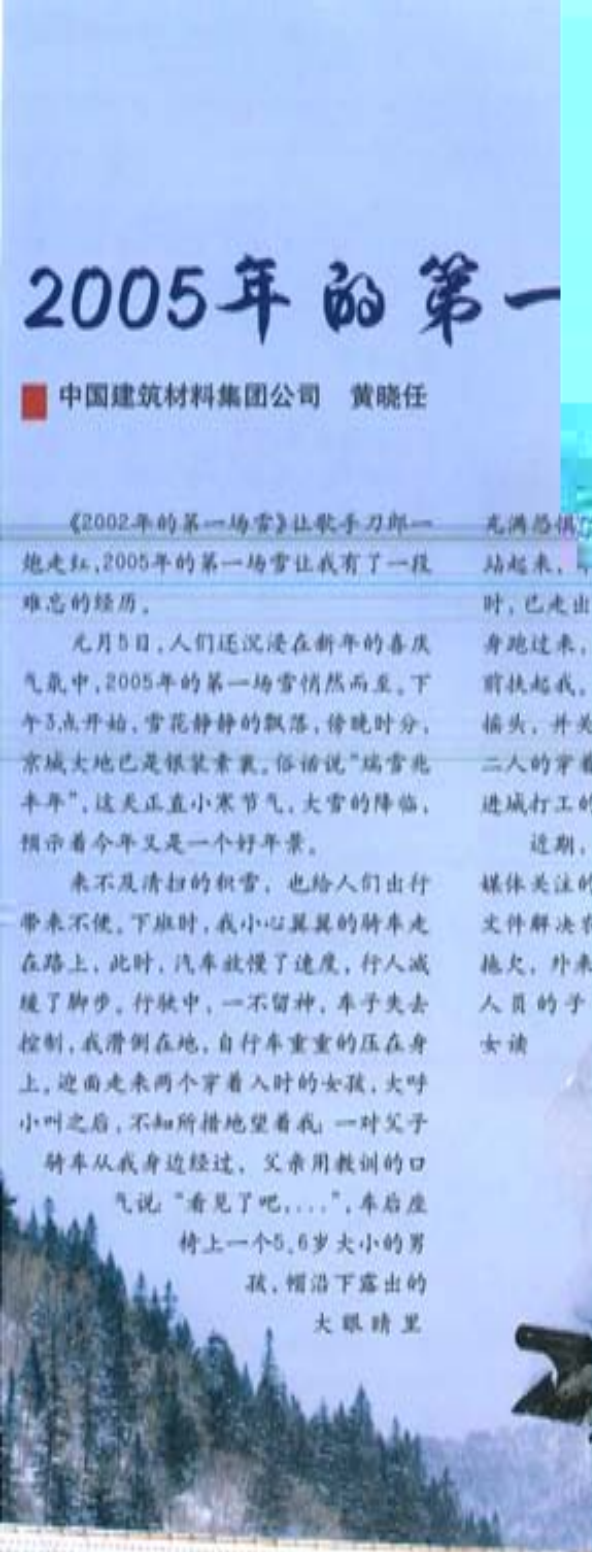 2005年的第一
中国建筑材料集团公司 黄晓任
《2002年的第一场雪》让歌手刀郎一
炮走红,2005年的第一场雪让我有了一段
难忘的经历。
元月5日,人们还沉浸在新年的喜庆
气氛中,2005年的第一场雪悄然而至。下
午3点开始,雪花静静的飘落,傍晚时分,
京城大地已是银装素裹。俗话说“瑞雪兆
丰年”,这天正直小寒节气,大雪的降临,
预示着今年又是一个好年景。
来不及清扫的积雪,也给人们出行
带来不便。下班时,我小心翼翼的骑车走
在路上,此时,汽车放慢了速度,行人减
缓了脚步。行驶中,一不留神,车子失去
控制,我滑倒在地,自行车重重的压在身
上。迎面走来两个穿着入时的女孩,大呼
小叫之后,不知所措地望着我;一对父子
骑车从我身边经过,父亲用教训的口
气说:“看见了吧,...”,车后座
椅上一个5、6岁大小的男
孩,帽沿下露出的
大眼睛里
充满恐惧
站起来,
时,已走出
身跑过来,
前扶起我。
摇头,并关
二人的穿着
进城打工的
近期,
媒体关注的
文件解决农
拖欠,外来
人员的子
女读